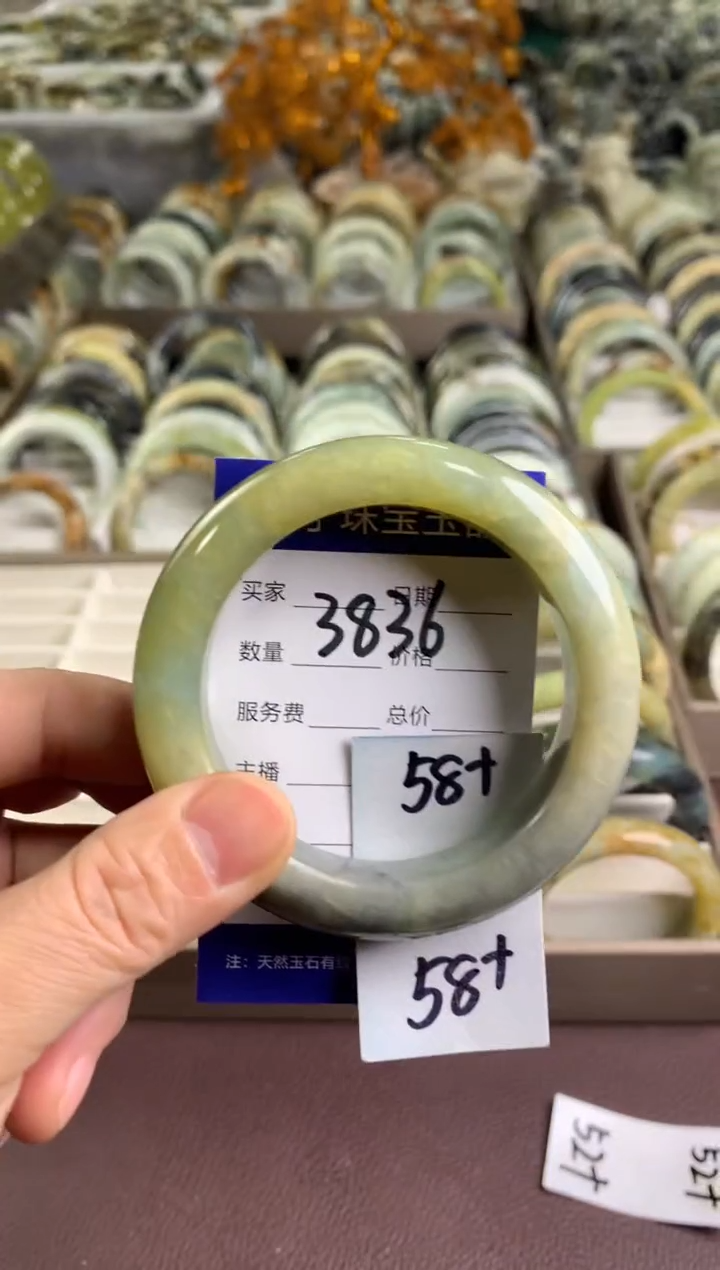 珠宝玉
买家 日期
3836
数量 价格
服务费 总价
主播
58+
注：天然玉石有
58+
52+
52+